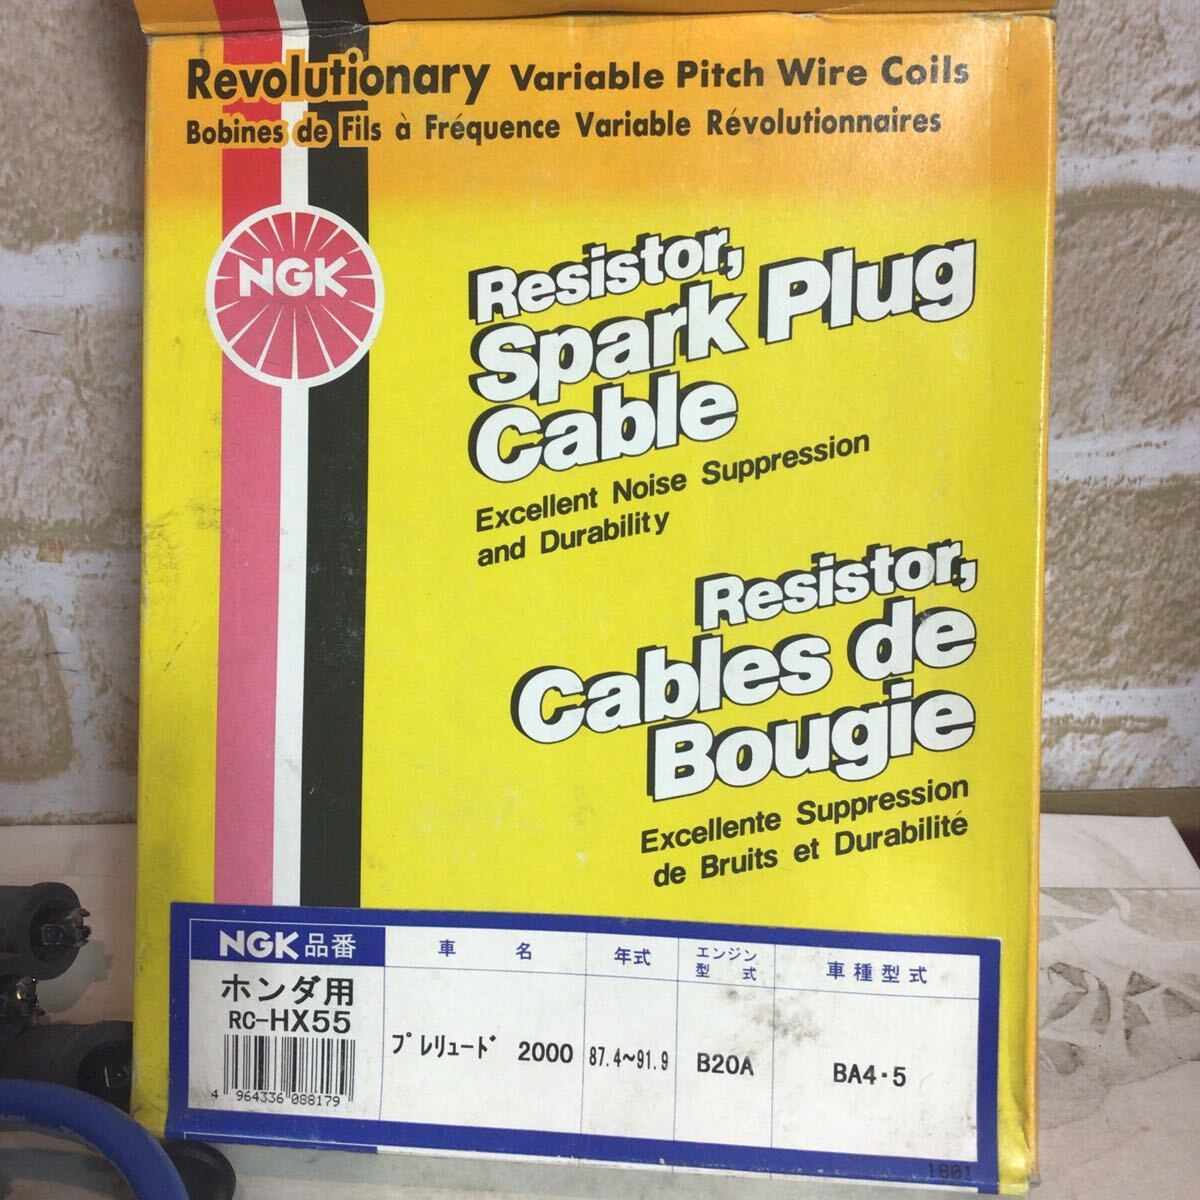 Revolutionary Variable Pitch Wire Coils
Bobines de Fils à Fréquence Variable Révolutionnaires
NGK
Resistor,
Spark Plug
Cable
Excellent Noise Suppression
and Durability
Resistor,
Cables de
Bougie
Excellente Suppression
de Bruits et Durabilité
NGK品番
車名
年式
エンジン
型式
車種型式
ホンダ用
RC-HX55
プレリュード 2000
87.4~91.9
B20A
BA4・5
4 964336 088179
1801